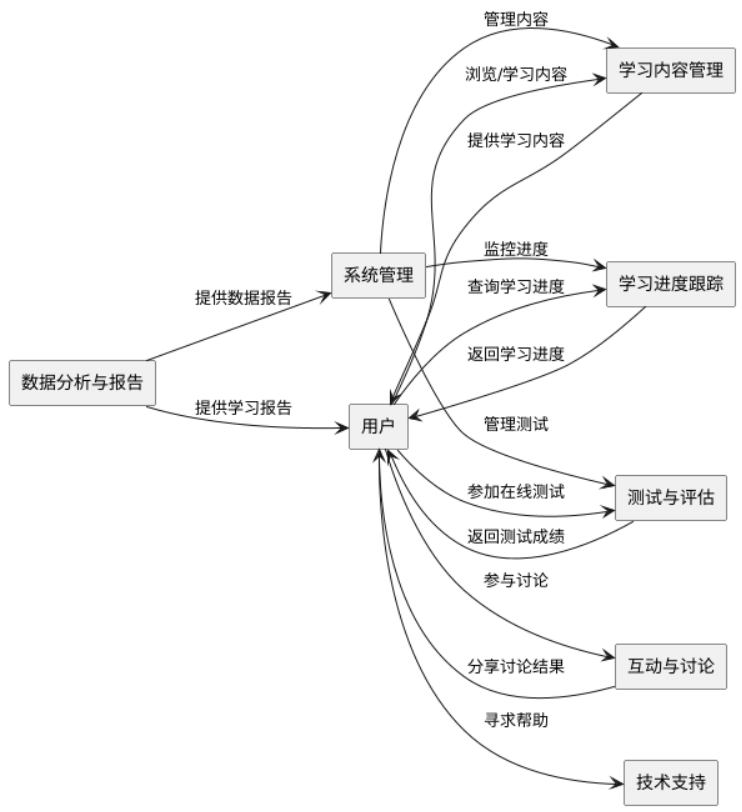 管理内容
学习内容管理
浏览/学习内容
提供学习内容
监控进度
系统管理
学习进度跟踪
查询学习进度
提供数据报告
返回学习进度
数据分析与报告
提供学习报告
用户
管理测试
参加在线测试
测试与评估
返回测试成绩
参与讨论
分享讨论结果
互动与讨论
寻求帮助
技术支持